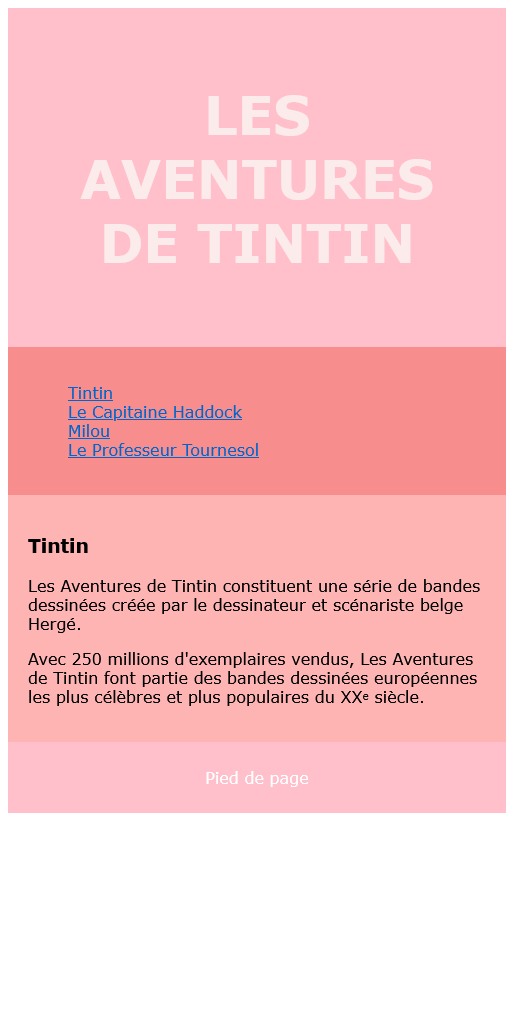 LES
AVENTURES
DE TINTIN
Tintin
Le Capitaine Haddock
Milou
Le Professeur Tournesol
Tintin
Les Aventures de Tintin constituent une série de bandes
dessinées créée par le dessinateur et scénariste belge
Hergé.
Avec 250 millions d'exemplaires vendus, Les Aventures
de Tintin font partie des bandes dessinées européennes
les plus célèbres et plus populaires du XXᵉ siècle.
Pied de page